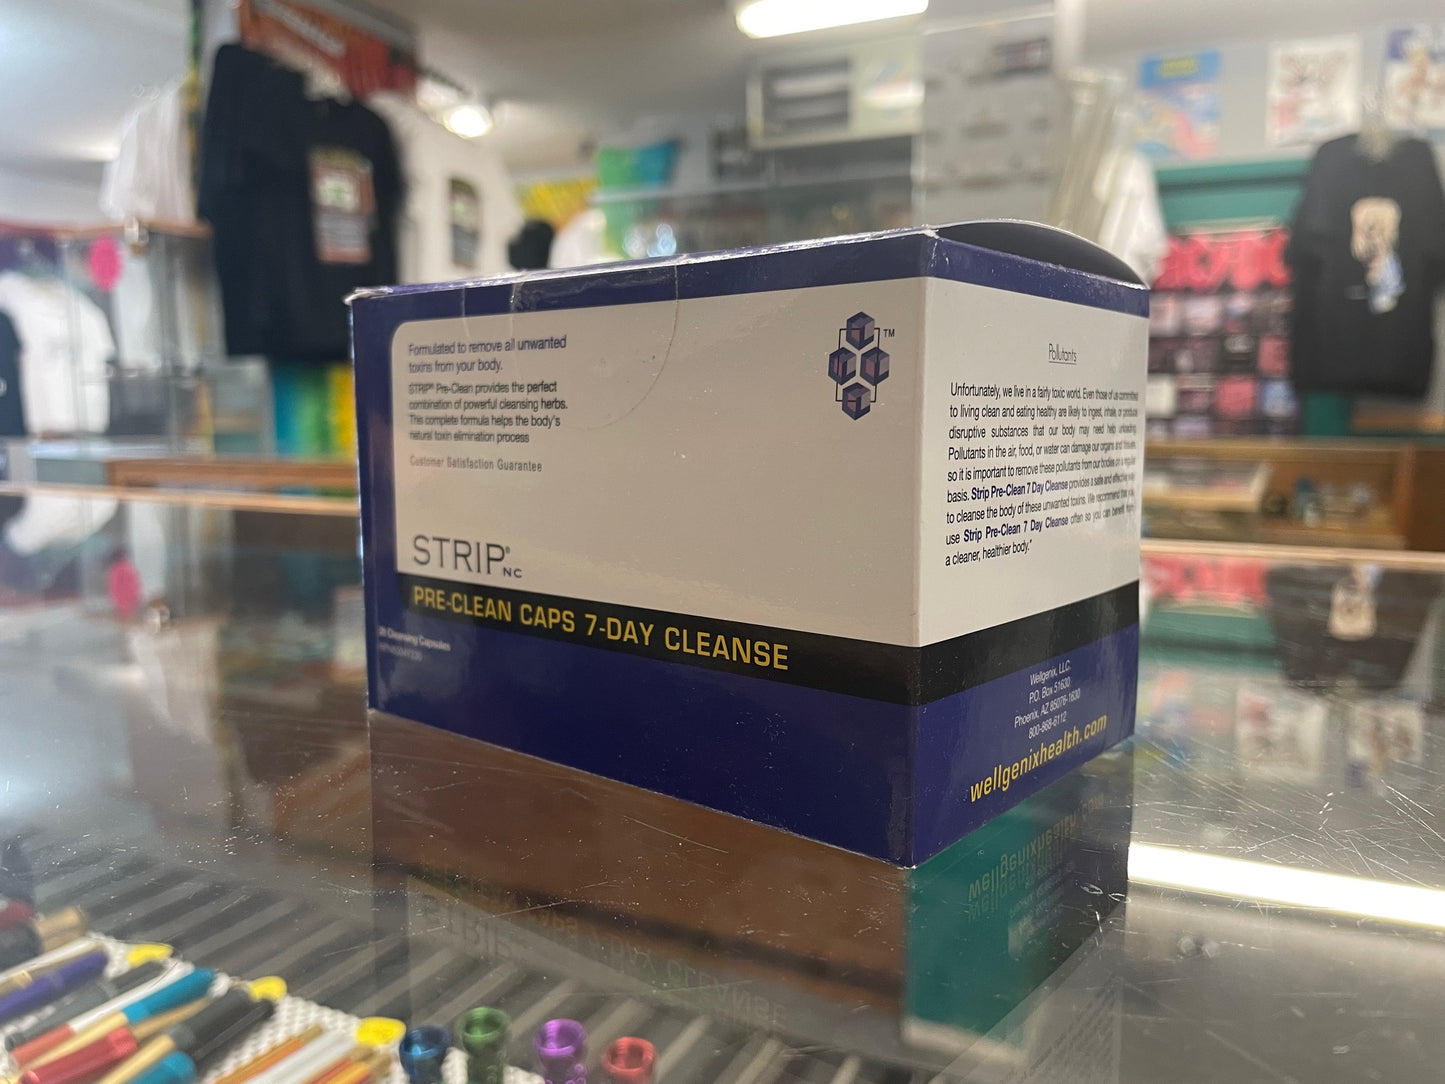 Formulated to remove all unwanted
toxins from your body.
STRIP® Pre-Clean provides the perfect
combination of powerful cleansing herbs.
This complete formula helps the body's
natural toxin elimination process
Customer Satisfaction Guarantee
TM
STRIP®
NC
PRE-CLEAN CAPS 7-DAY CLEANSE
Cleansing Capsules
Pollutants
Unfortunately, we live in a fairly toxic world. Even those of us committed
to living clean and eating healthy are likely to ingest, inhale, or produce
disruptive substances that our body may need help unloading.
Pollutants in the air, food, or water can damage our organs and tissues,
so it is important to remove these pollutants from our bodies on a regular
basis. Strip Pre-Clean 7 Day Cleanse provides a safe and effective way
to cleanse the body of these unwanted toxins. We recommend that you
use Strip Pre-Clean 7 Day Cleanse often so you can benefit from
a cleaner, healthier body.*
Wellgenix, LLC.
P.O. Box 51630
Phoenix, AZ 85076-1630
800-868-6112
wellgenixhealth.com